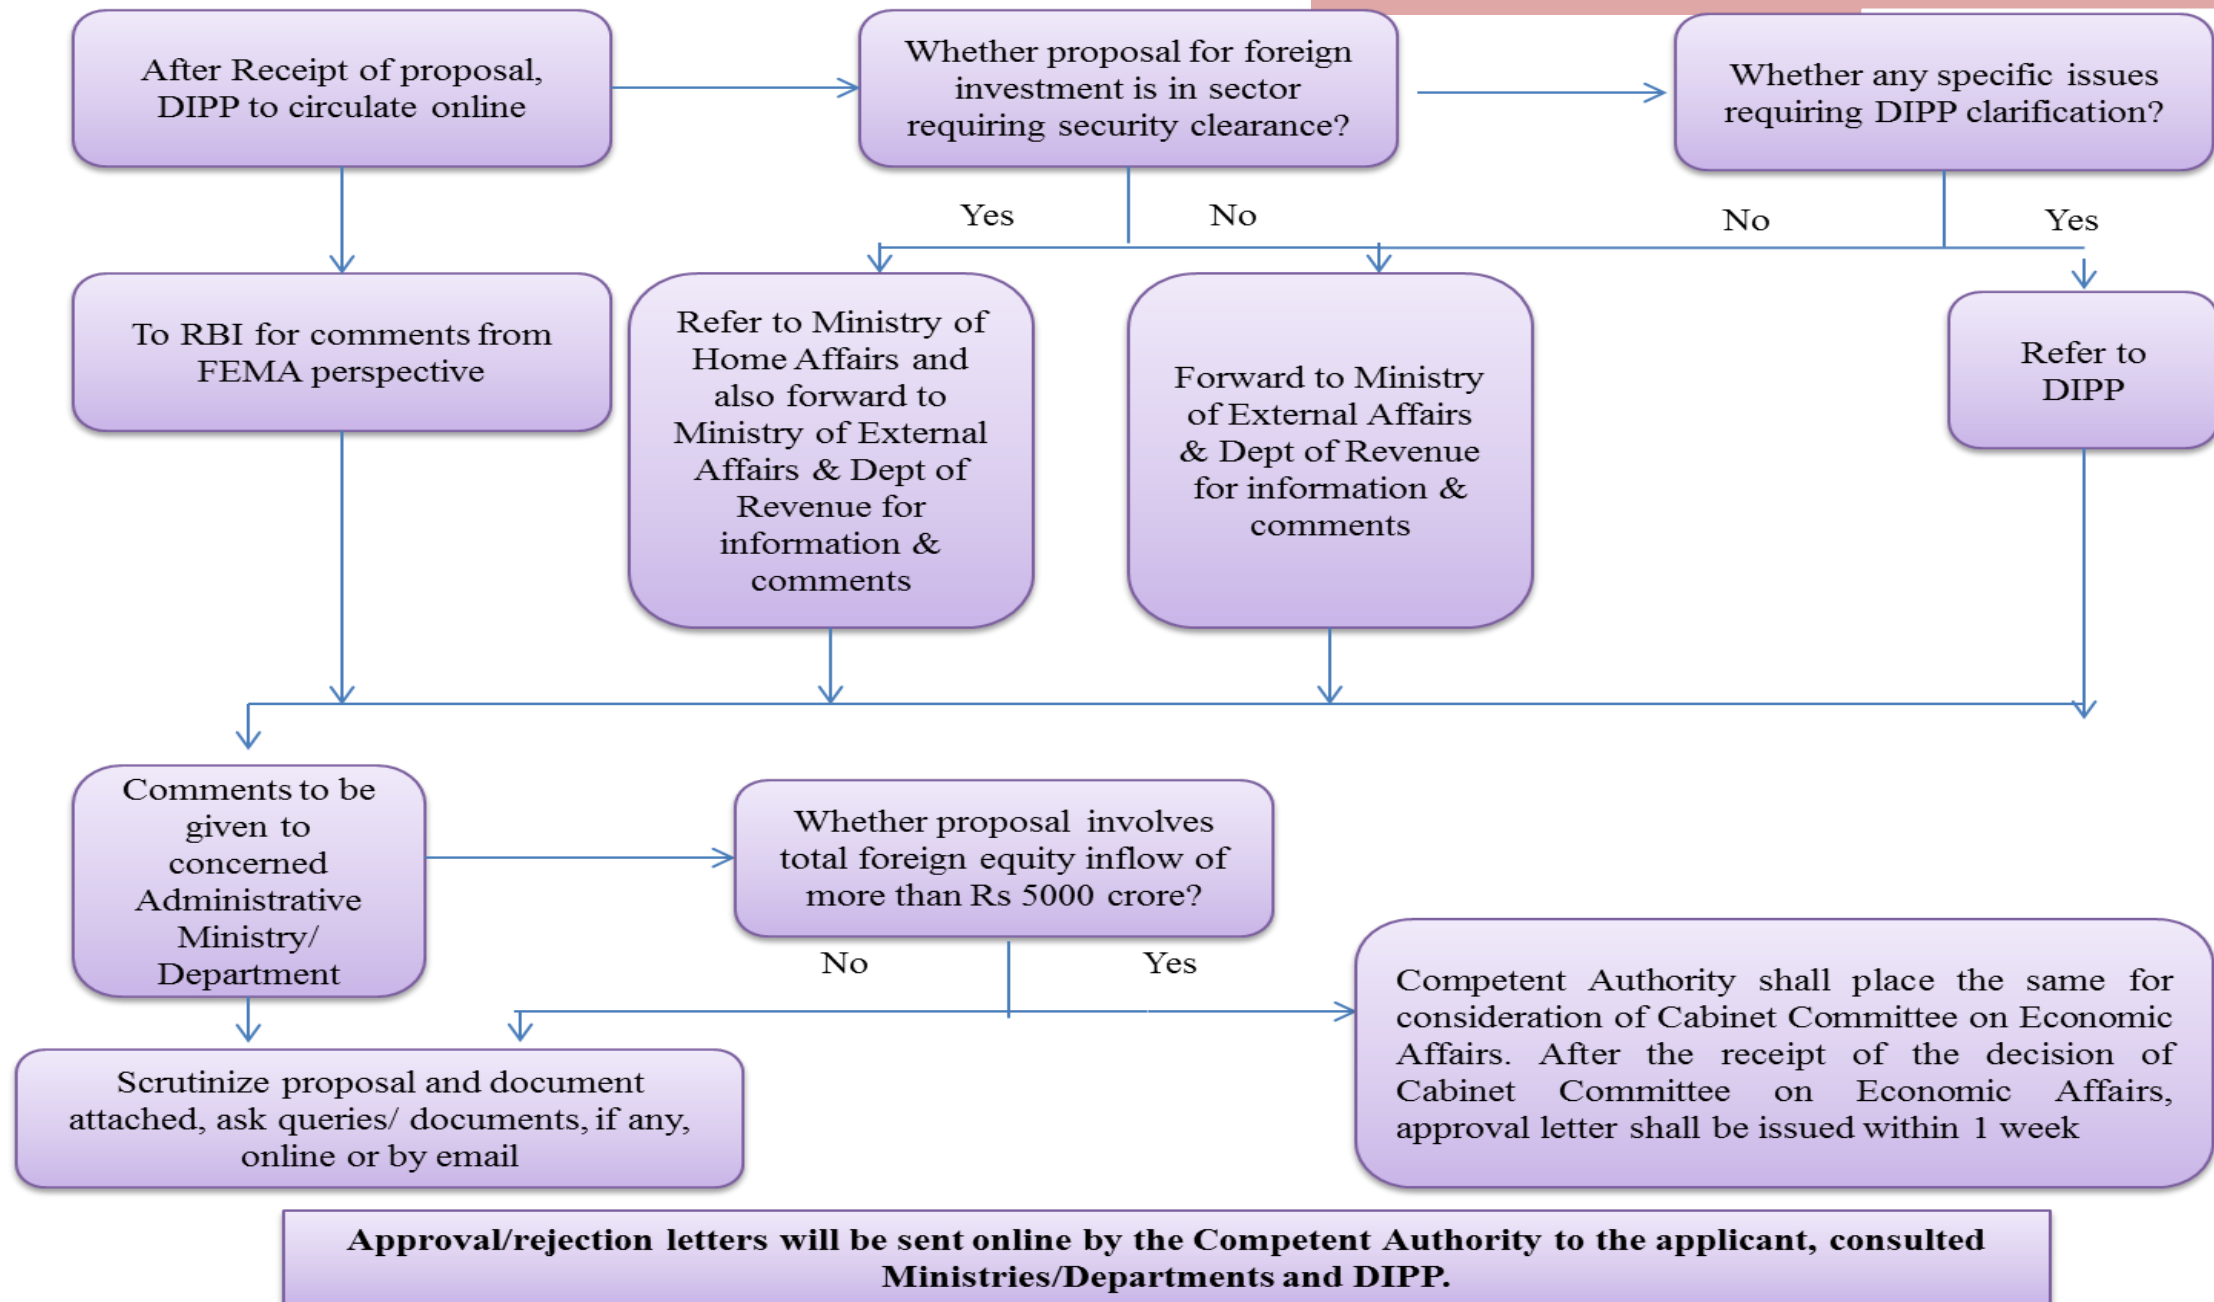 After Receipt of proposal,
DIPP to circulate online
Whether proposal for foreign
investment is in sector
requiring security clearance?
Whether any specific issues
requiring DIPP clarification?
Yes
No
No
Yes
To RBI for comments from
FEMA perspective
Refer to Ministry of
Home Affairs and
also forward to
Ministry of External
Affairs & Dept of
Revenue for
information &
comments
Forward to Ministry
of External Affairs
& Dept of Revenue
for information &
comments
Refer to
DIPP
Comments to be
given to
concerned
Administrative
Ministry/
Department
Whether proposal involves
total foreign equity inflow of
more than Rs 5000 crore?
No
Yes
Competent Authority shall place the same for
consideration of Cabinet Committee on Economic
Affairs. After the receipt of the decision of
Cabinet Committee on Economic Affairs,
approval letter shall be issued within 1 week
Scrutinize proposal and document
attached, ask queries/ documents, if any,
online or by email
Approval/rejection letters will be sent online by the Competent Authority to the applicant, consulted
Ministries/Departments and DIPP.